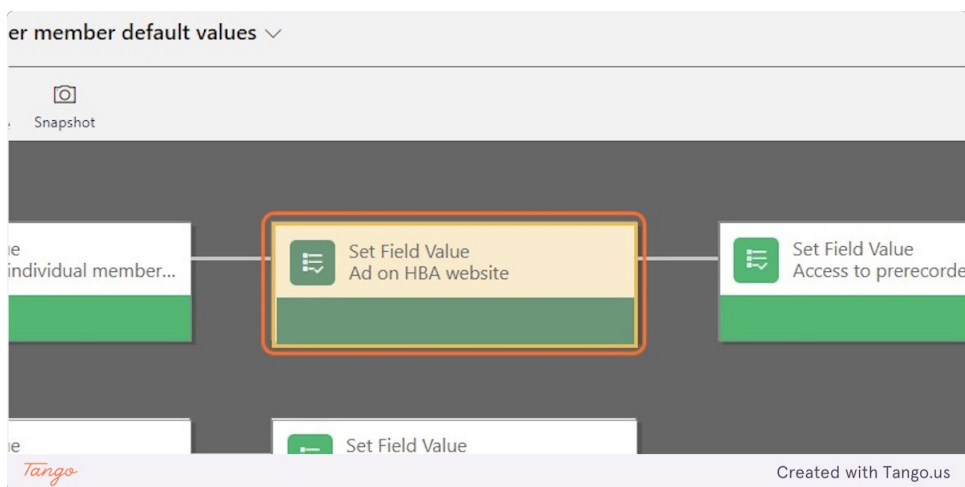 er member default values
Snapshot
ue
individual member...
Set Field Value
Ad on HBA website
Set Field Value
Access to prerecorde
ue
Set Field Value
Tango
Created with Tango.us